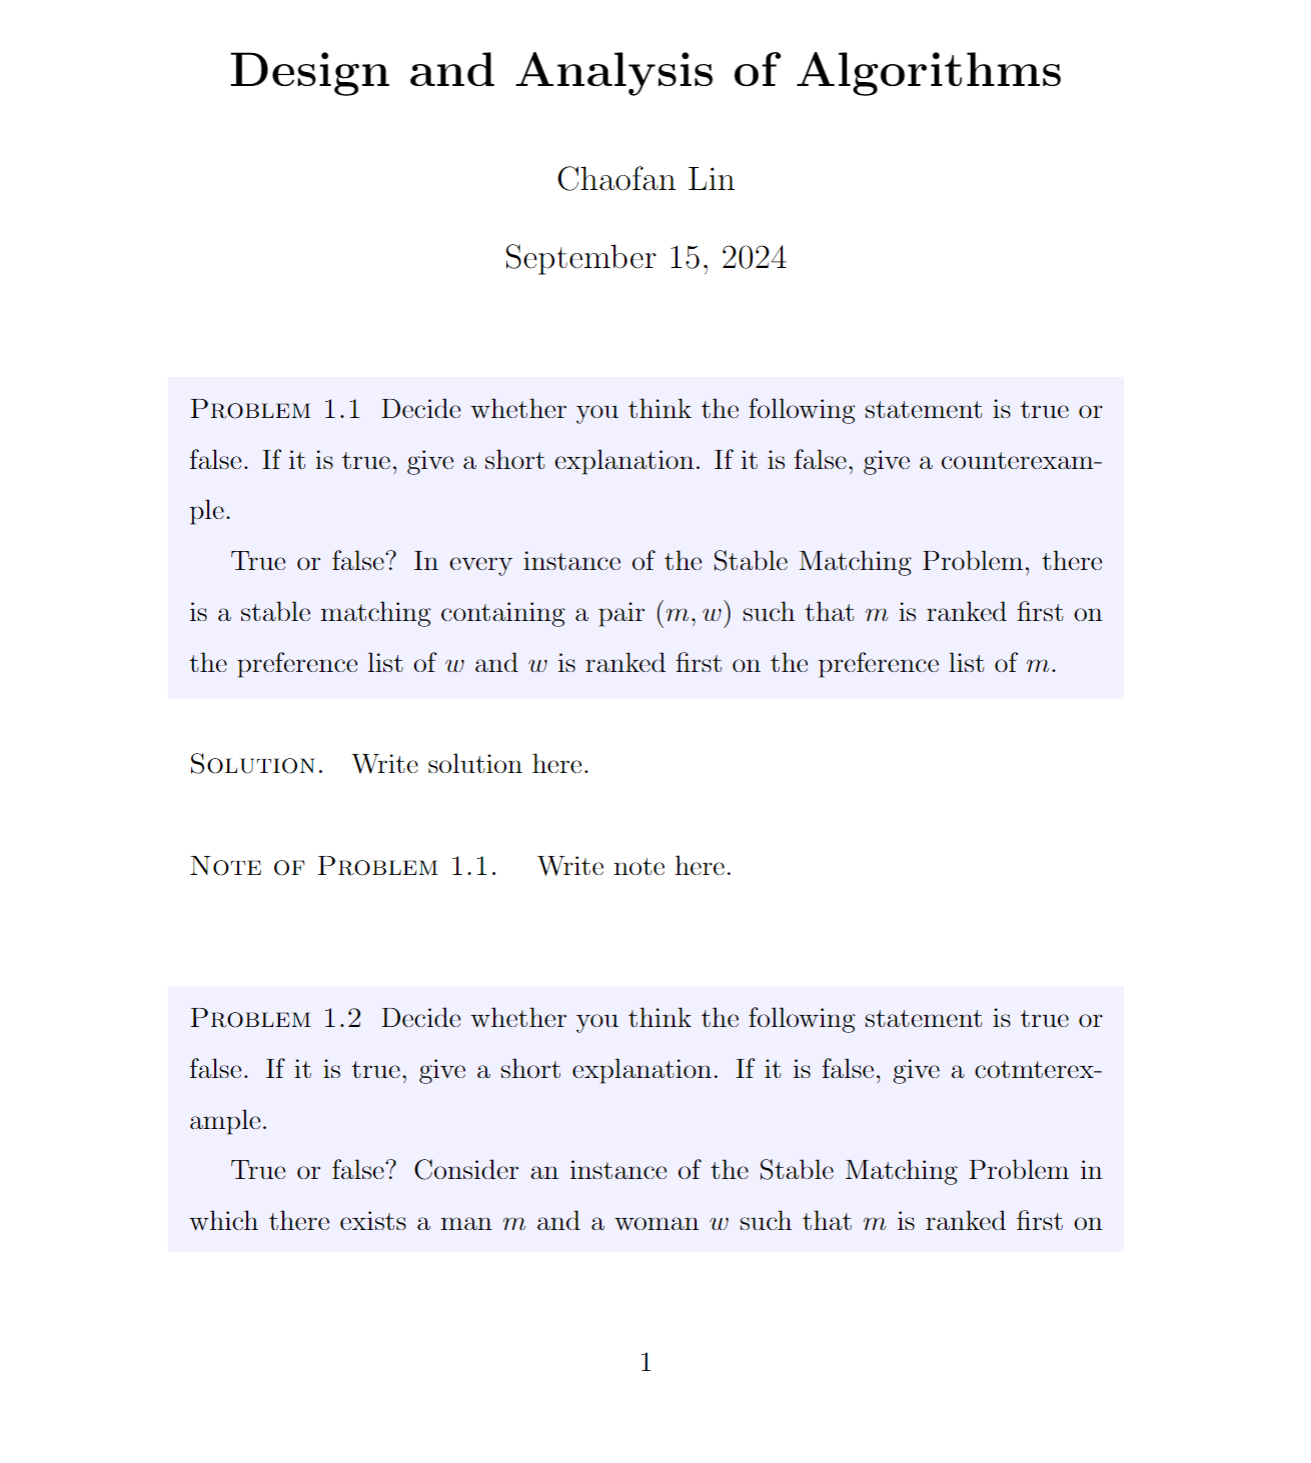 Design and Analysis of Algorithms
Chaofan Lin
September 15, 2024
Problem 1.1 Decide whether you think the following statement is true or
false. If it is true, give a short explanation. If it is false, give a counterexam-
ple.
True or false? In every instance of the Stable Matching Problem, there
is a stable matching containing a pair (m, w) such that m is ranked first on
the preference list of w and w is ranked first on the preference list of m.
Solution. Write solution here.
Note of Problem 1.1. Write note here.
Problem 1.2 Decide whether you think the following statement is true or
false. If it is true, give a short explanation. If it is false, give a cotmterex-
ample.
True or false? Consider an instance of the Stable Matching Problem in
which there exists a man m and a woman w such that m is ranked first on
1